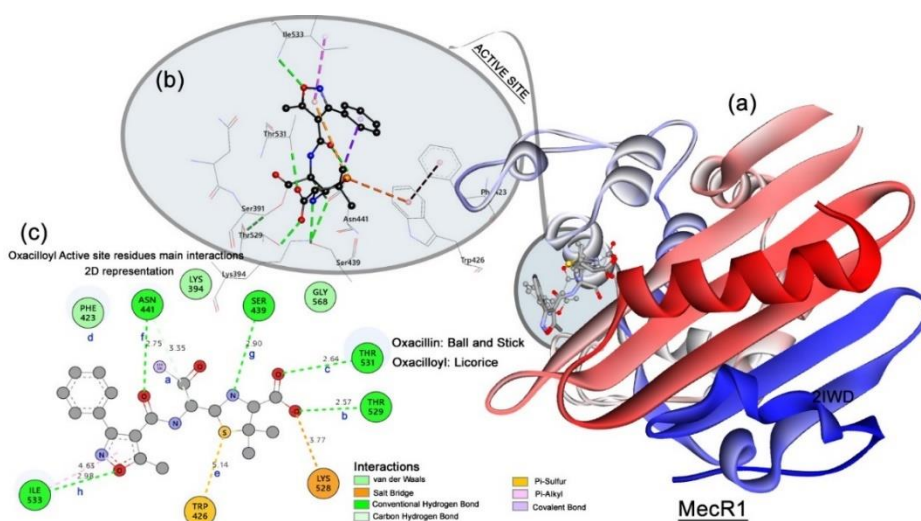 Ile533
ACTIVE SITE
(b)
(a)
Thr531
Phe423
Ser391
Asn441
Thr529
(c)
Trp426
Lys394
Ser439
Oxacilloyl Active site residues main interactions
2D representation
LYS
394
GLY
568
ASN
441
SER
439
PHE
423
d
Oxacillin: Ball and Stick
Oxacilloyl: Licorice
THR
531
f
2.75
3.35
g
2.64
c
a
O
O
N
O
2IWD
THR
529
2.57
b
N
O
N
S
O
3.77
4.65
2.98
h
O
5.14
e
LYS
528
ILE
533
TRP
426
Interactions
van der Waals
Salt Bridge
Conventional Hydrogen Bond
Carbon Hydrogen Bond
Pi-Sulfur
Pi-Alkyl
Covalent Bond
MecR1